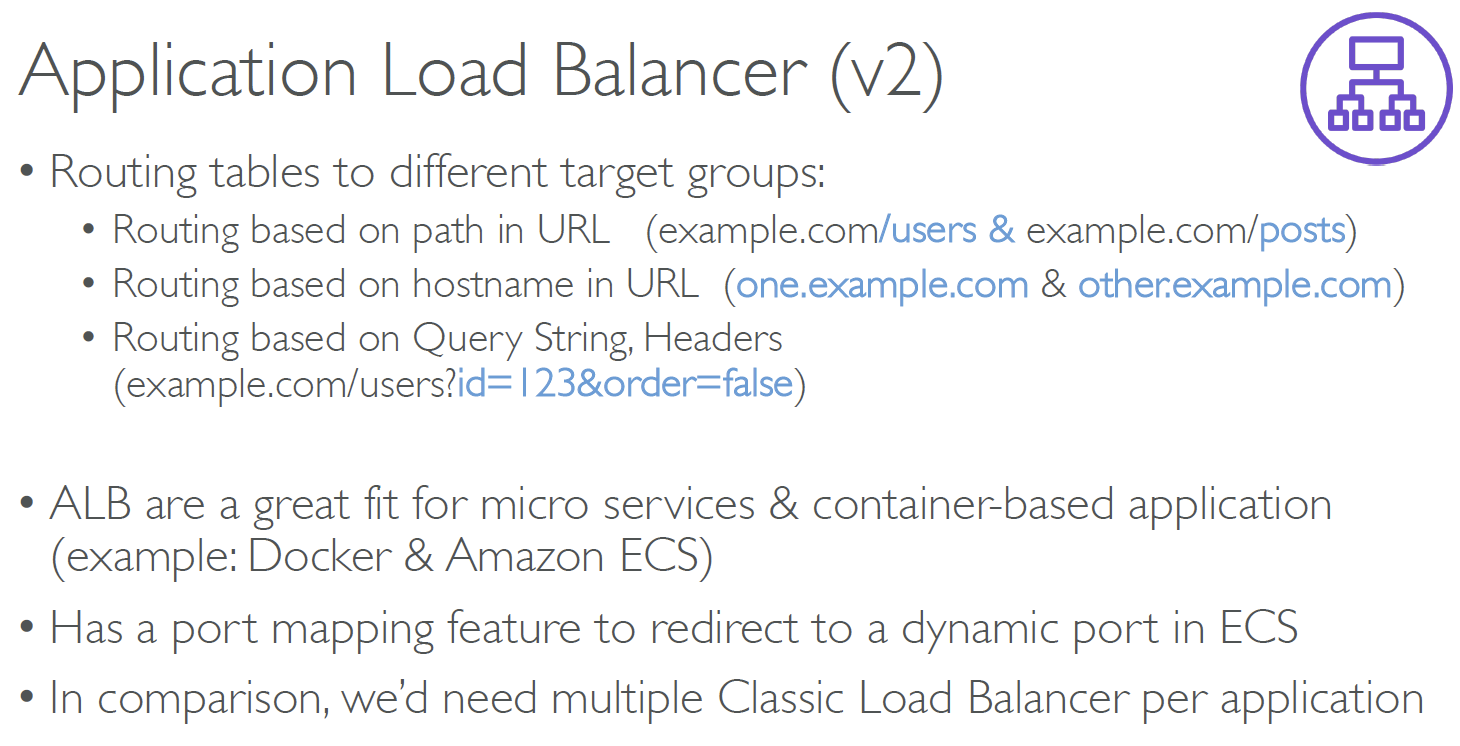 Application Load Balancer (v2)
• Routing tables to different target groups:
• Routing based on path in URL (example.com/users & example.com/posts)
• Routing based on hostname in URL (one.example.com & other.example.com)
• Routing based on Query String, Headers
(example.com/users?id=123&order=false)
• ALB are a great fit for micro services & container-based application
(example: Docker & Amazon ECS)
• Has a port mapping feature to redirect to a dynamic port in ECS
• In comparison, we’d need multiple Classic Load Balancer per application